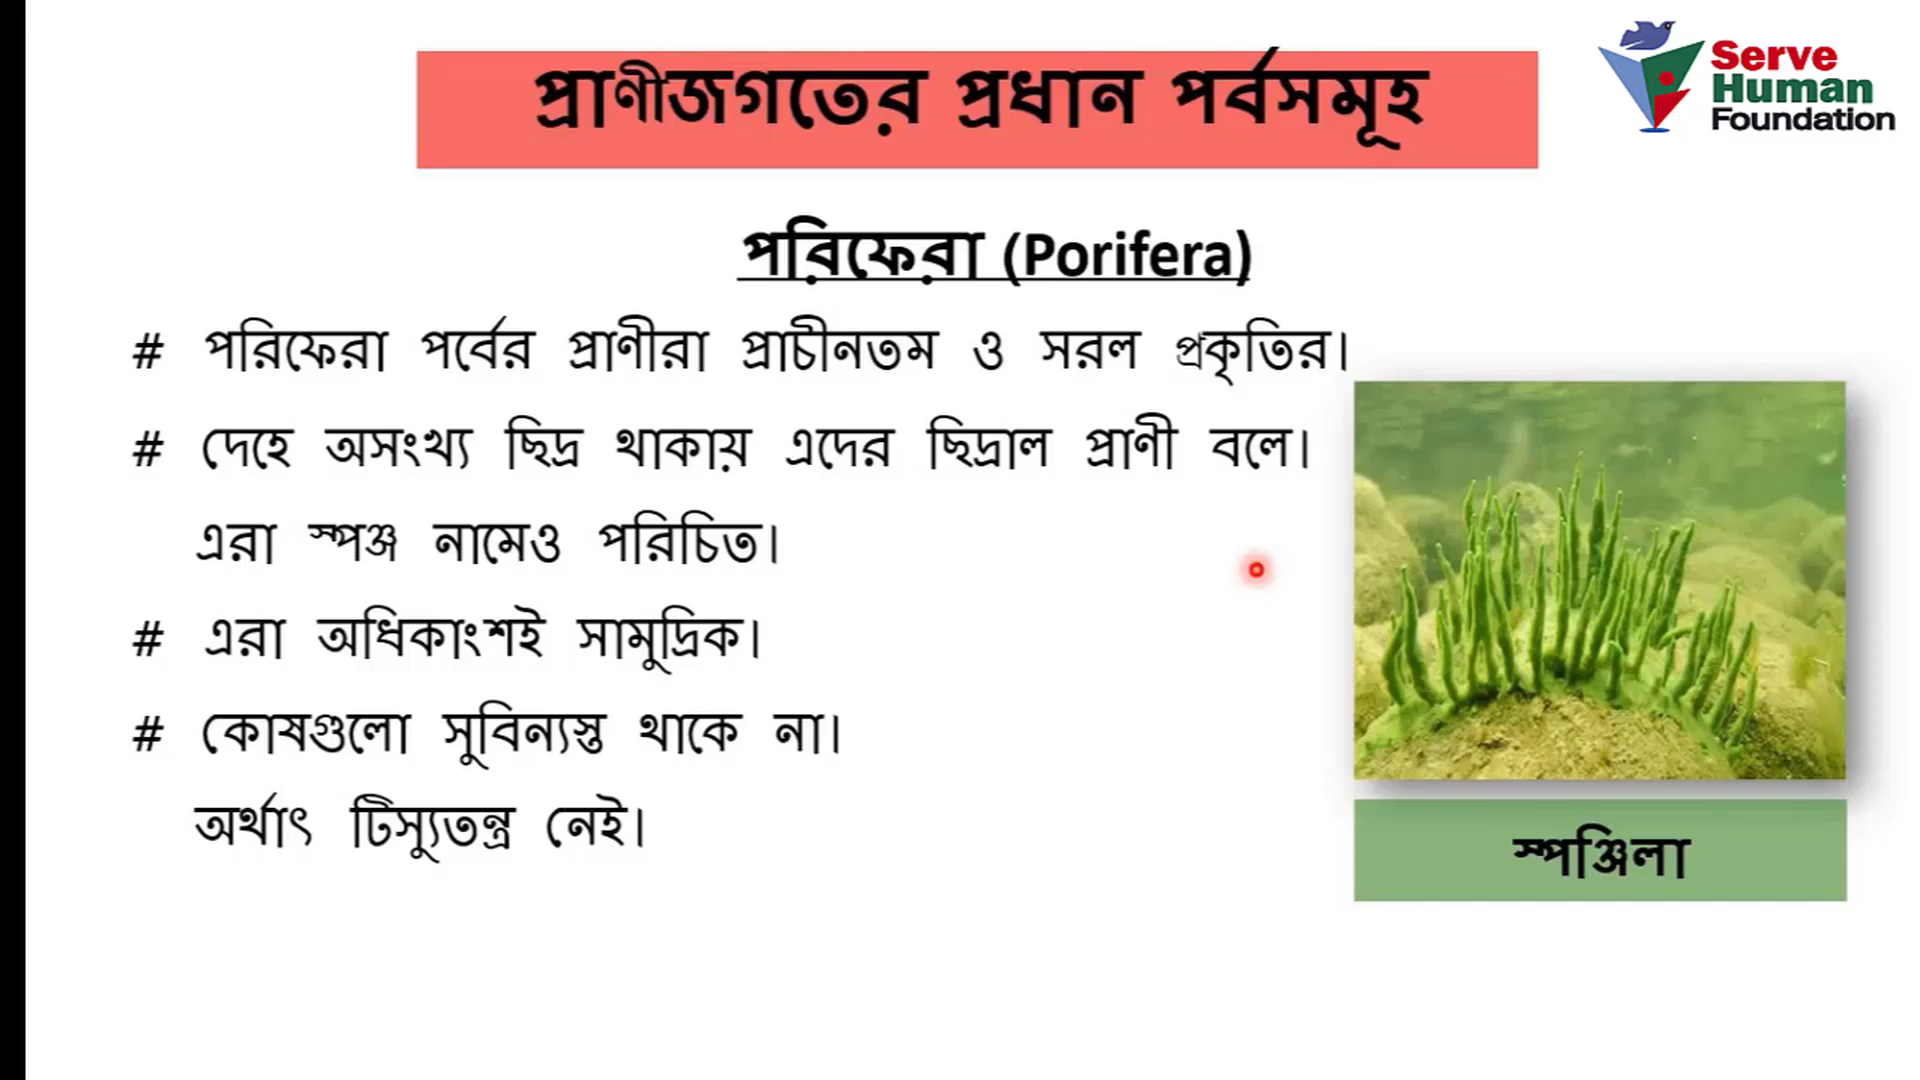 প্রাণীজগতের প্রধান পর্বসমূহ
Serve
Human
Foundation
পরিফেরা (Porifera)
# পরিফেরা পর্বের প্রাণীরা প্রাচীনতম ও সরল প্রকৃতির।
# দেহে অসংখ্য ছিদ্র থাকায় এদের ছিদ্রাল প্রাণী বলে।
এরা স্পঞ্জ নামেও পরিচিত।
# এরা অধিকাংশই সামুদ্রিক।
# কোষগুলো সুবিন্যস্ত থাকে না।
অর্থাৎ টিস্যুতন্ত্র নেই।
স্পঞ্জিলা